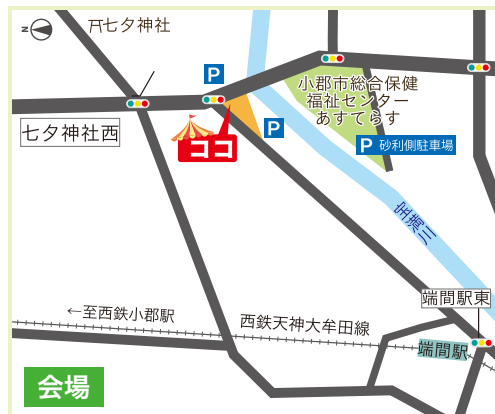 N
七夕神社
P
小郡市総合保健
福祉センター
あすてらす
七夕神社西
P
ココ
P 砂利側駐車場
宝満川
端間駅東
←至西鉄小郡駅
西鉄天神大牟田線
端間駅
会場